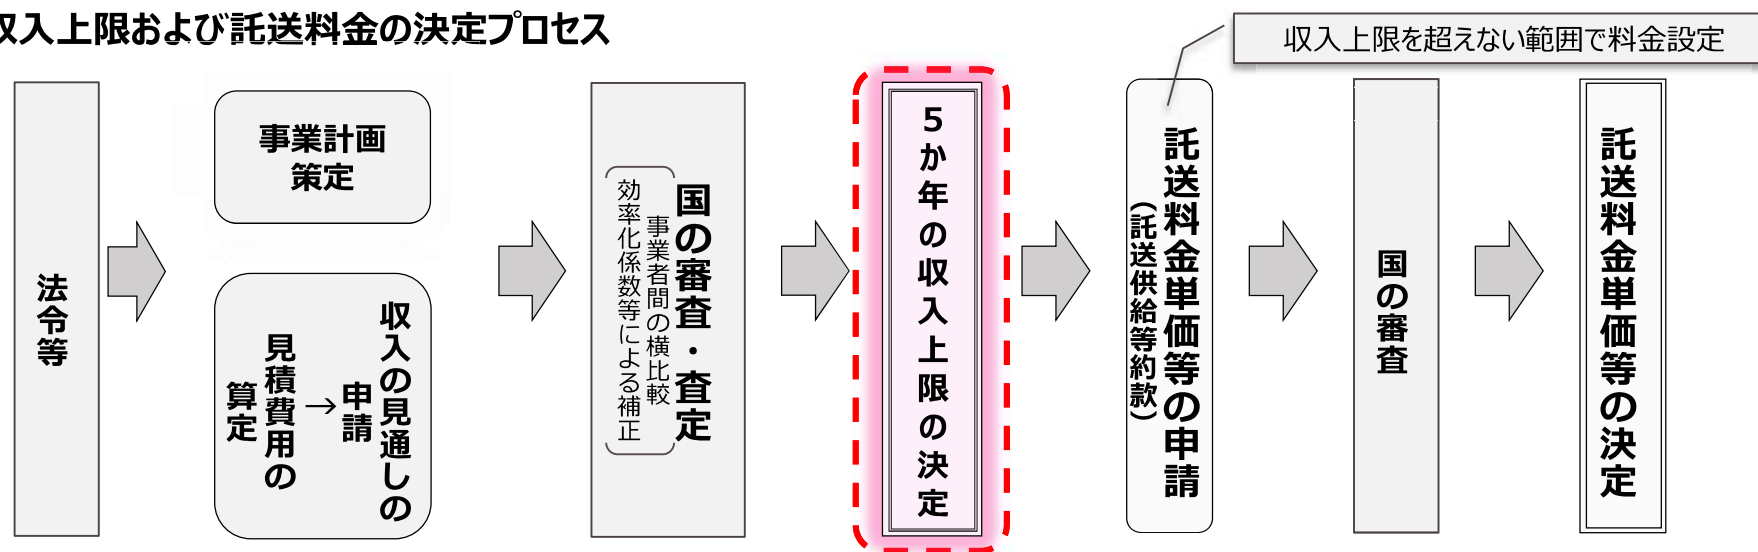 収入上限および託送料金の決定プロセス
収入上限を超えない範囲で料金設定
法令等
事業計画
策定
見積費用の
算定
→
収入の見通しの
申請
国の審査・査定
事業者間の横比較
効率化係数等による補正
5か年の収入上限の決定
託送料金単価等の申請
(託送供給等約款)
国の審査
託送料金単価等の決定